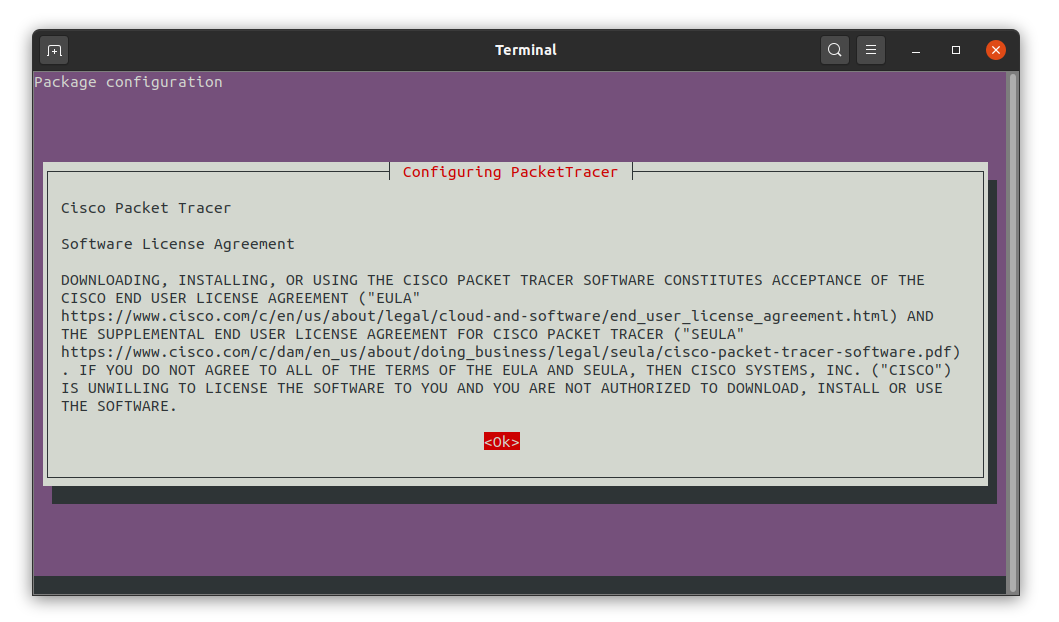 Terminal
Package configuration
Configuring PacketTracer
Cisco Packet Tracer
Software License Agreement
DOWNLOADING, INSTALLING, OR USING THE CISCO PACKET TRACER SOFTWARE CONSTITUTES ACCEPTANCE OF THE
CISCO END USER LICENSE AGREEMENT ("EULA"
https://www.cisco.com/c/en/us/about/legal/cloud-and-software/end_user_license_agreement.html) AND
THE SUPPLEMENTAL END USER LICENSE AGREEMENT FOR CISCO PACKET TRACER ("SEULA"
https://www.cisco.com/c/dam/en_us/about/doing_business/legal/seula/cisco-packet-tracer-software.pdf)
. IF YOU DO NOT AGREE TO ALL OF THE TERMS OF THE EULA AND SEULA, THEN CISCO SYSTEMS, INC. ("CISCO")
IS UNWILLING TO LICENSE THE SOFTWARE TO YOU AND YOU ARE NOT AUTHORIZED TO DOWNLOAD, INSTALL OR USE
THE SOFTWARE.
<Ok>